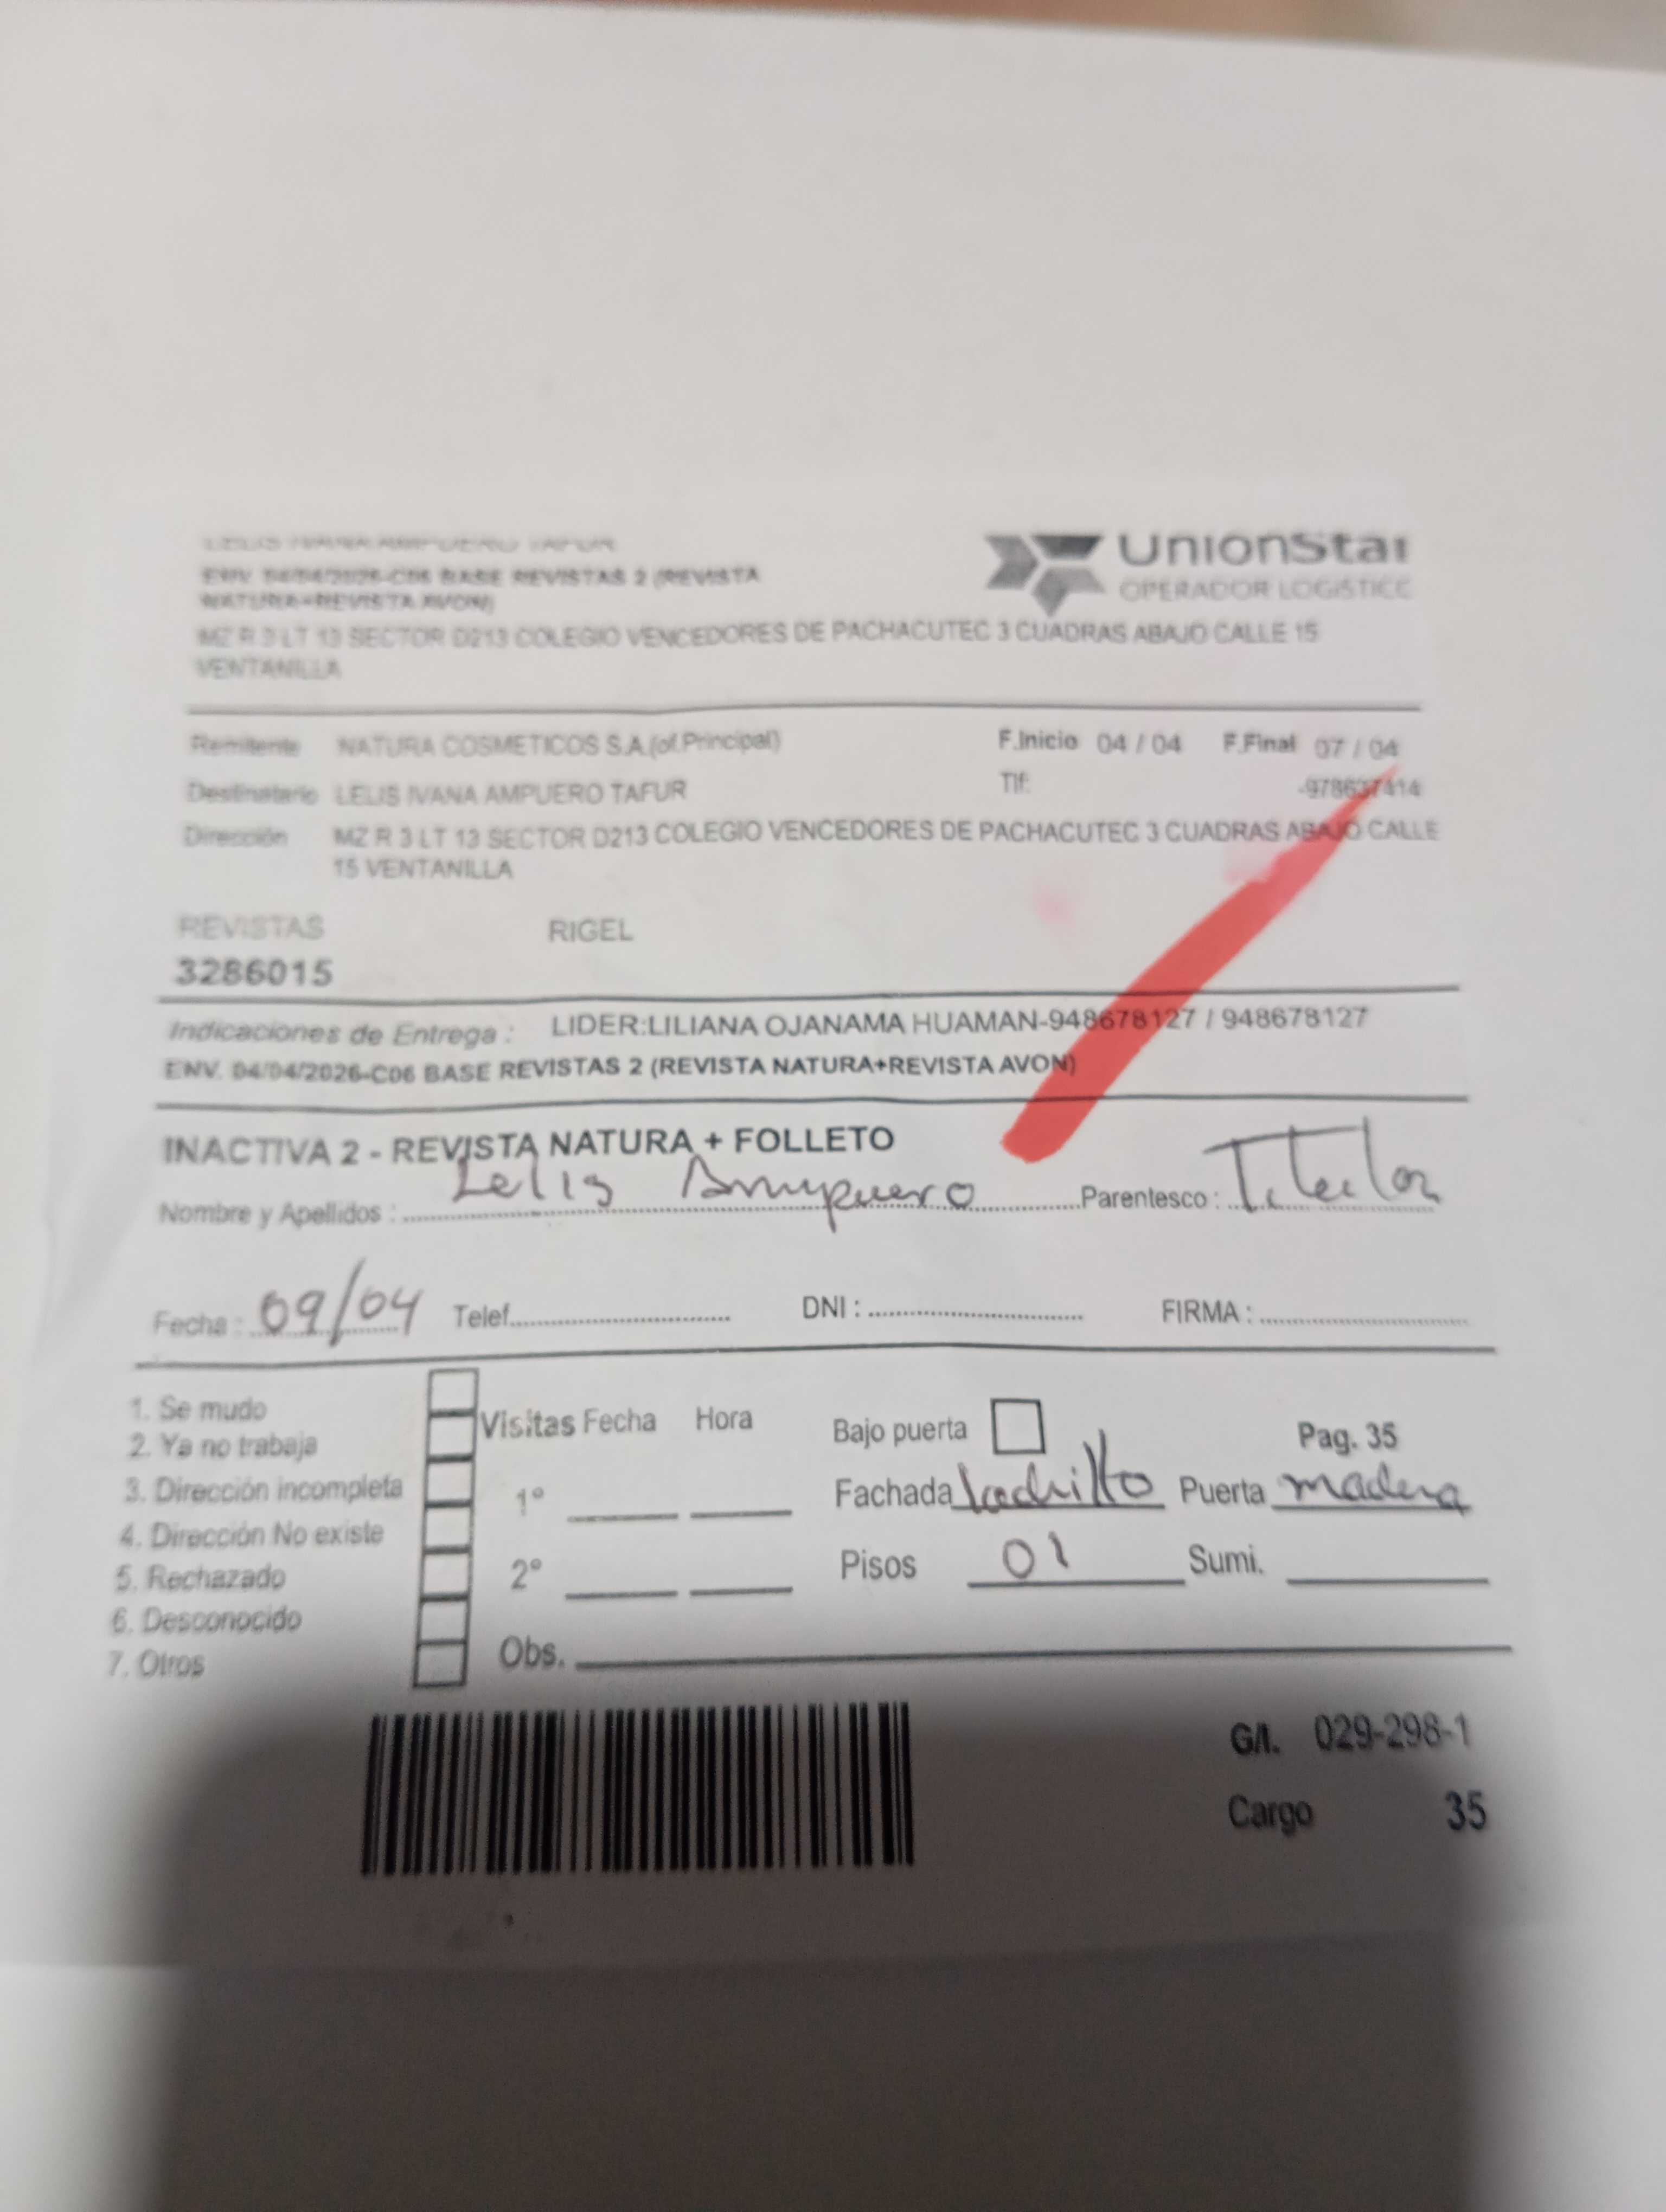 LELIS IVANA AMPUERO TAFUR
ENV. 04/04/2026-C06 BASE REVISTAS 2 (REVISTA
NATURA+REVISTA AVON)
UnionStar
OPERADOR LOGISTICO
MZ R 3 LT 13 SECTOR D213 COLEGIO VENCEDORES DE PACHACUTEC 3 CUADRAS ABAJO CALLE 15
VENTANILLA
Remitente NATURA COSMETICOS S.A.(of.Principal) F.Inicio 04 / 04 F.Final 07 / 04
Destinatario LELIS IVANA AMPUERO TAFUR Tlf: -978637414
Dirección MZ R 3 LT 13 SECTOR D213 COLEGIO VENCEDORES DE PACHACUTEC 3 CUADRAS ABAJO CALLE
15 VENTANILLA
REVISTAS RIGEL
3286015
Indicaciones de Entrega : LIDER:LILIANA OJANAMA HUAMAN-948678127 / 948678127
ENV. 04/04/2026-C06 BASE REVISTAS 2 (REVISTA NATURA+REVISTA AVON)
INACTIVA 2 - REVISTA NATURA + FOLLETO
Nombre y Apellidos : Lelis Ampuero Parentesco : Titular
Fecha : 09/04 Telef. DNI : FIRMA :
1. Se mudo
2. Ya no trabaja
3. Dirección incompleta
4. Dirección No existe
5. Rechazado
6. Desconocido
7. Otros
Visitas Fecha Hora
1°
2°
Obs.
Bajo puerta Pag. 35
Fachada ladrillo Puerta madera
Pisos 01 Sumi.
G/I. 029-298-1
Cargo 35